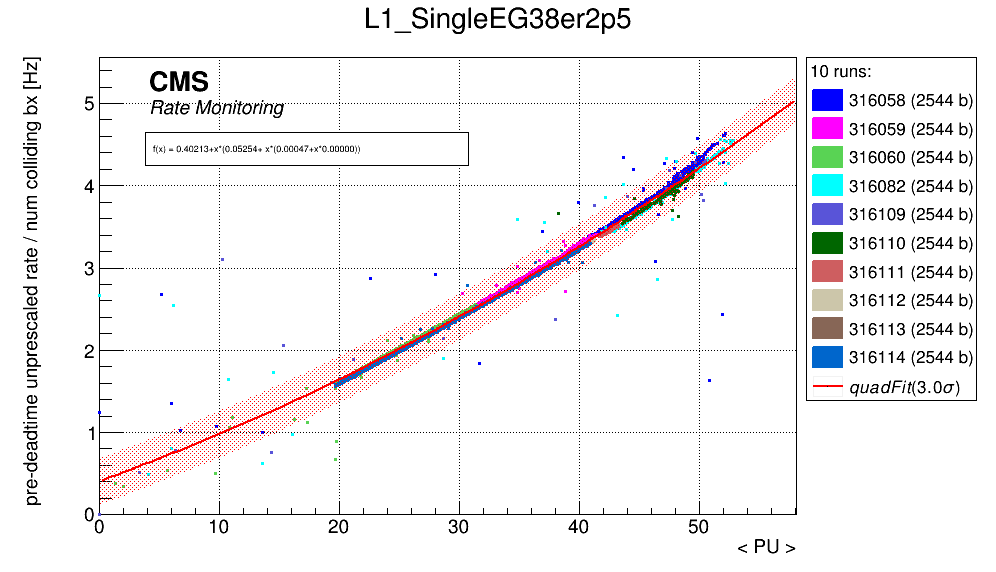 L1_SingleEG38er2p5
pre-deadtime unprescaled rate / num colliding bx [Hz]
CMS
Rate Monitoring
f(x) = 0.40213+x*(0.05254+ x*(0.00047+x*0.00000))
5
4
3
2
1
0
0 10 20 30 40 50
< PU >
10 runs:
316058 (2544 b)
316059 (2544 b)
316060 (2544 b)
316082 (2544 b)
316109 (2544 b)
316110 (2544 b)
316111 (2544 b)
316112 (2544 b)
316113 (2544 b)
316114 (2544 b)
quadFit(3.0σ)